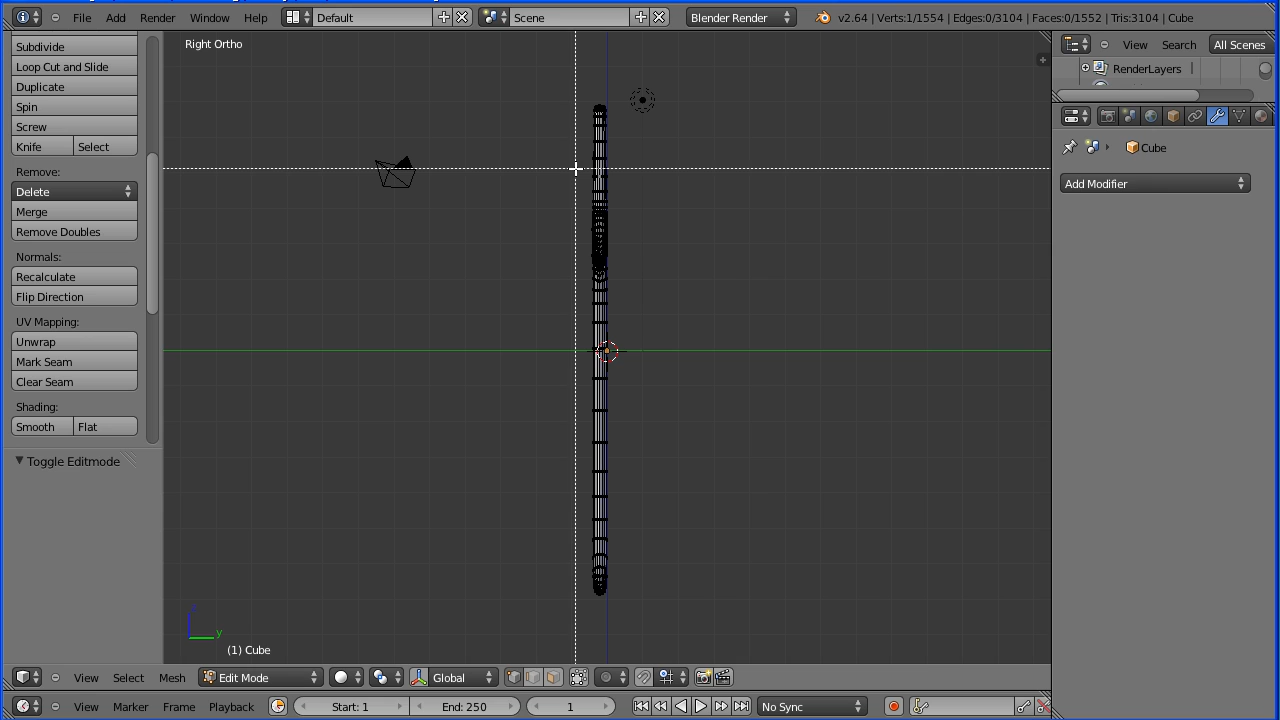 File Add Render Window Help Default Scene Blender Render v2.64 | Verts:1/1554 | Edges:0/3104 | Faces:0/1552 | Tris:3104 | Cube
Subdivide
Loop Cut and Slide
Duplicate
Spin
Screw
Knife Select
Remove:
Delete
Merge
Remove Doubles
Normals:
Recalculate
Flip Direction
UV Mapping:
Unwrap
Mark Seam
Clear Seam
Shading:
Smooth Flat
Toggle Editmode
Right Ortho
y
(1) Cube
View Search All Scenes
RenderLayers
Cube
Add Modifier
View Select Mesh Edit Mode Global
View Marker Frame Playback Start: 1 End: 250 1 No Sync